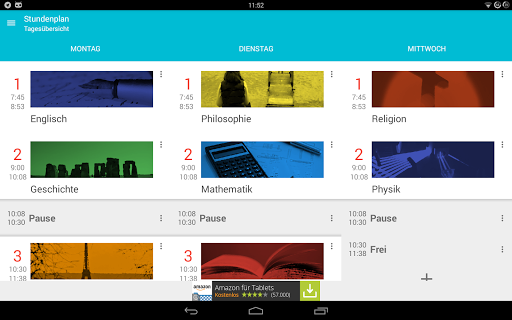 11:52
Stundenplan
Tagesübersicht
MONTAG
DIENSTAG
MITTWOCH
1
7:45
8:53
Englisch
1
7:45
8:53
Philosophie
1
7:45
8:53
Religion
2
9:00
10:08
Geschichte
2
9:00
10:08
Mathematik
2
9:00
10:08
Physik
10:08
10:30
Pause
10:08
10:30
Pause
10:08
10:30
Pause
3
10:30
11:38
3
10:30
11:38
10:30
11:38
Frei
+
amazon
Amazon für Tablets
Kostenlos
(57.000)